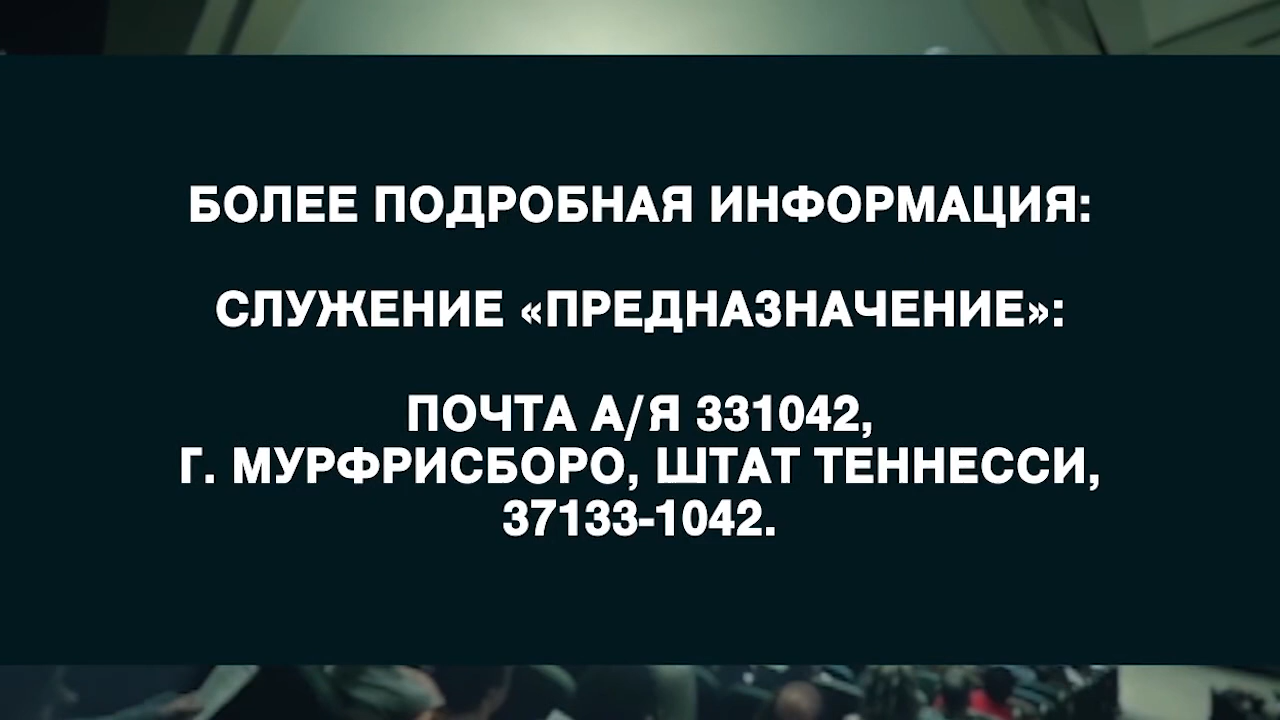 БОЛЕЕ ПОДРОБНАЯ ИНФОРМАЦИЯ:
СЛУЖЕНИЕ «ПРЕДНАЗНАЧЕНИЕ»:
ПОЧТА А/Я 331042,
Г. МУРФРИСБОРО, ШТАТ ТЕННЕССИ,
37133-1042.